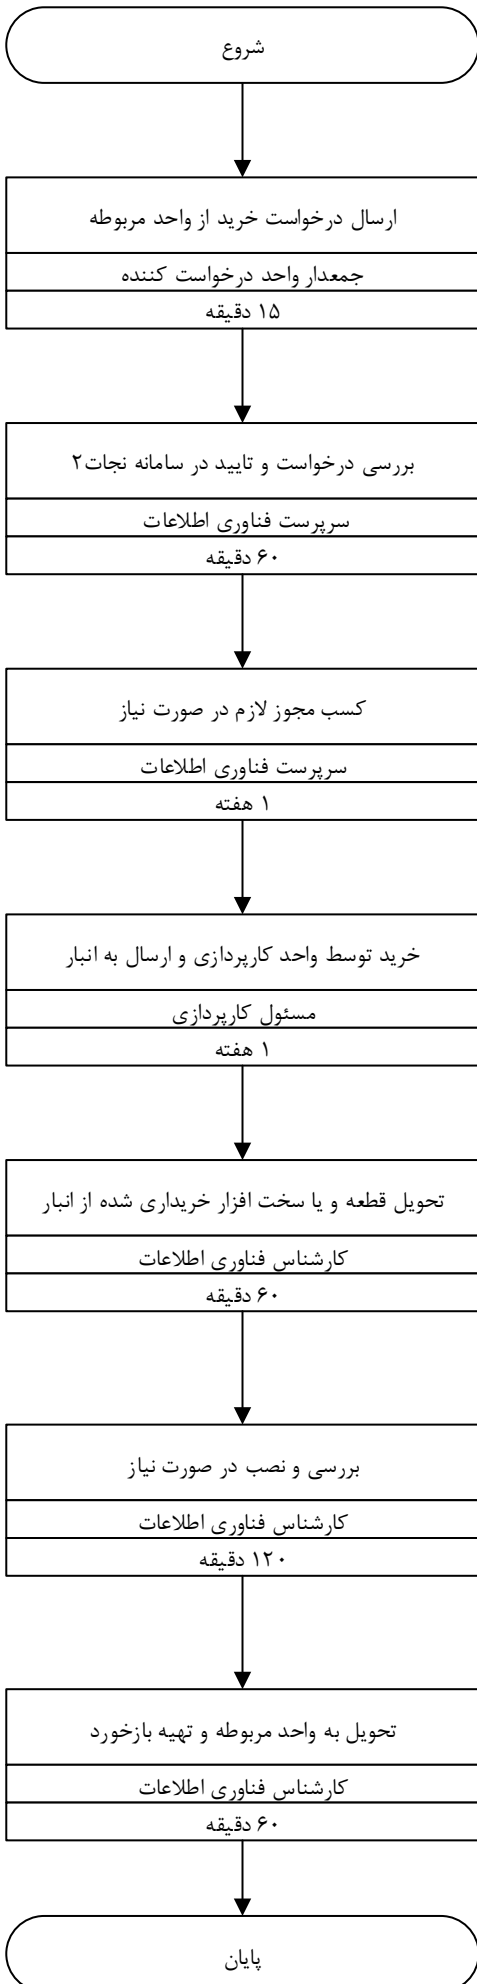 شروع
ارسال درخواست خرید از واحد مربوطه
جمعدار واحد درخواست کننده
۱۵ دقیقه
بررسی درخواست و تایید در سامانه نجات۲
سرپرست فناوری اطلاعات
۶۰ دقیقه
کسب مجوز لازم در صورت نیاز
سرپرست فناوری اطلاعات
۱ هفته
خرید توسط واحد کارپردازی و ارسال به انبار
مسئول کارپردازی
۱ هفته
تحویل قطعه و یا سخت افزار خریداری شده از انبار
کارشناس فناوری اطلاعات
۶۰ دقیقه
بررسی و نصب در صورت نیاز
کارشناس فناوری اطلاعات
۱۲۰ دقیقه
تحویل به واحد مربوطه و تهیه بازخورد
کارشناس فناوری اطلاعات
۶۰ دقیقه
پایان